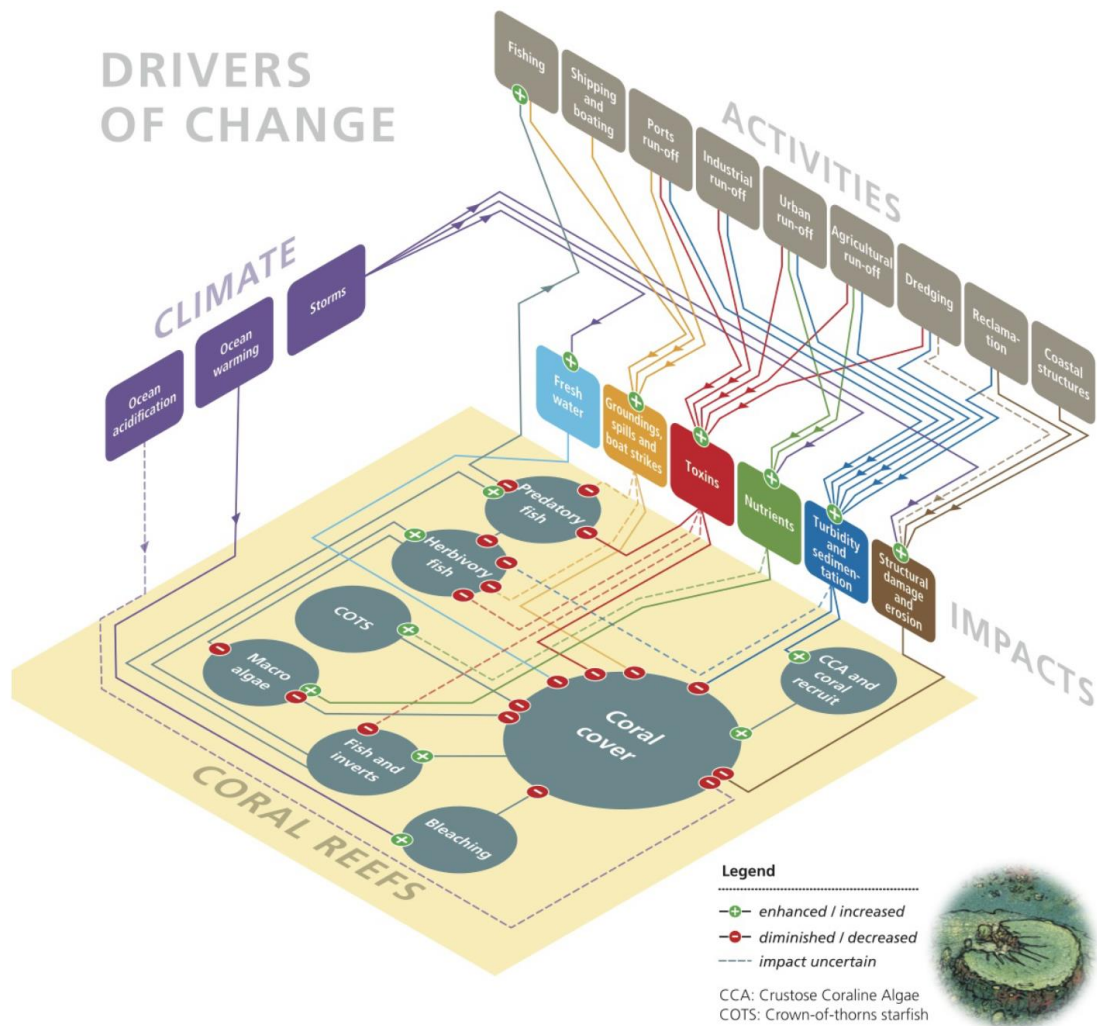 DRIVERS
OF CHANGE
ACTIVITIES
Fishing
Shipping
and
boating
Ports
run-off
Industrial
run-off
Urban
run-off
Agricultural
run-off
Dredging
Reclama-
tion
Coastal
structures
CLIMATE
Storms
Ocean
warming
Ocean
acidification
IMPACTS
Fresh
water
Groundings,
spills and
boat strikes
Toxins
Nutrients
Turbidity
and
sedimen-
tation
Structural
damage
and
erosion
CORAL REEFS
Predatory
fish
Herbivory
fish
COTS
Macro
algae
Fish and
inverts
Bleaching
Coral
cover
CCA and
coral
recruit
Legend
enhanced / increased
diminished / decreased
impact uncertain
CCA: Crustose Coraline Algae
COTS: Crown-of-thorns starfish